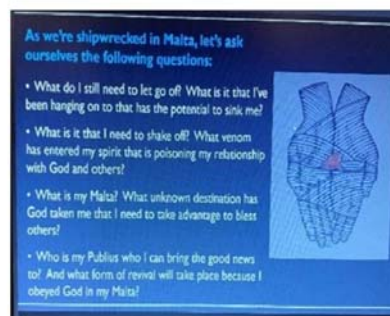 As we're shipwrecked in Malta, let's ask
ourselves the following questions:
• What do I still need to let go of? What is it that I've
been hanging on to that has the potential to sink me?
• What is it that I need to shake off? What venom
has entered my spirit that is poisoning my relationship
with God and others?
• What is my Malta? What unknown destination has
God taken me that I need to take advantage to bless
others?
• Who is my Publius who I can bring the good news
to? And what form of revival will take place because I
obeyed God in my Malta?